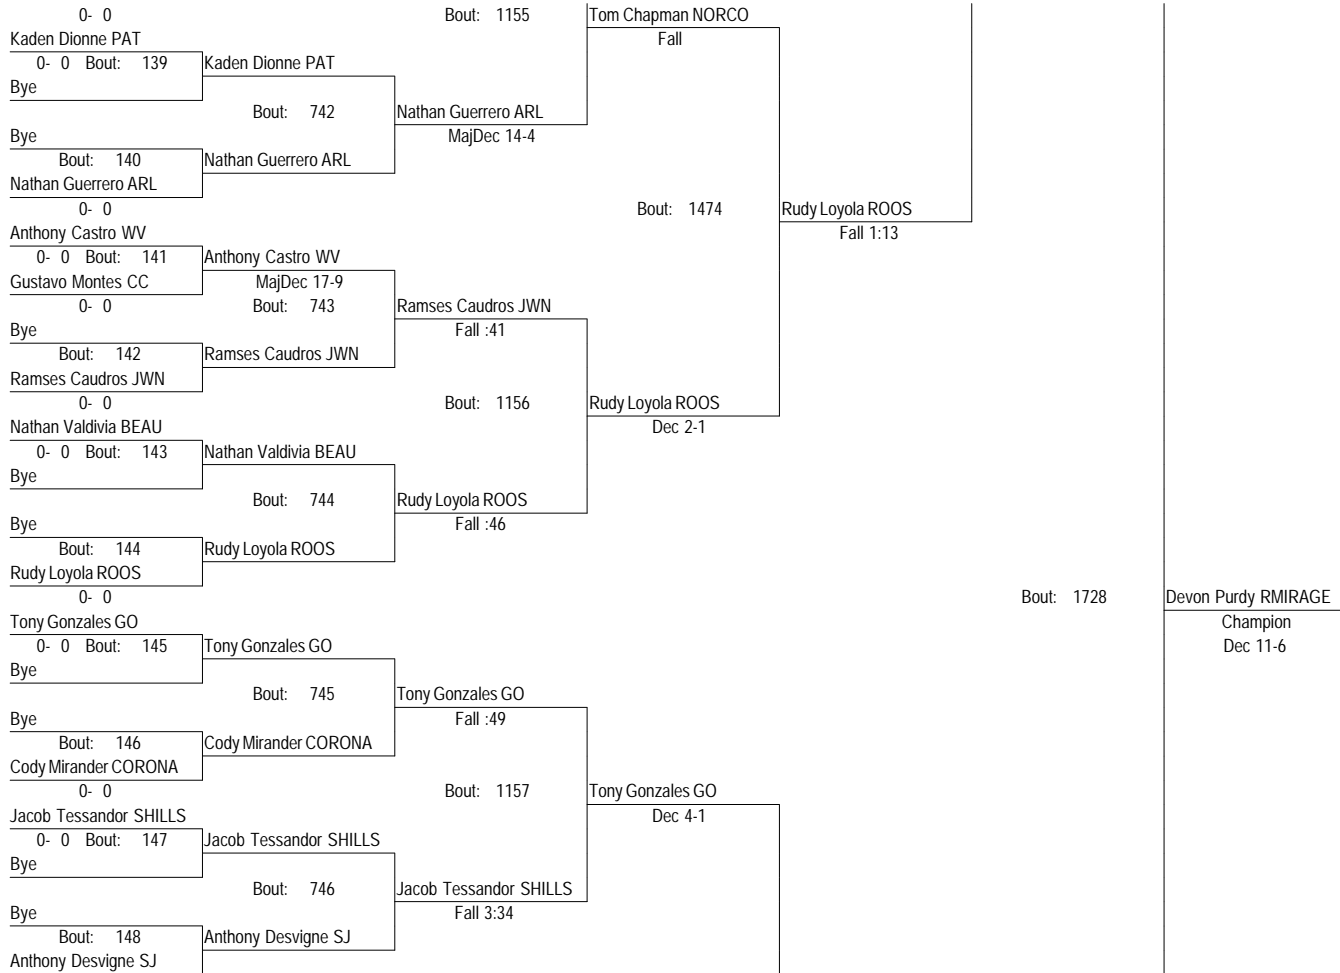 0- 0 Bout: 1155 Tom Chapman NORCO
Kaden Dionne PAT Fall
0- 0 Bout: 139 Kaden Dionne PAT
Bye
Bout: 742 Nathan Guerrero ARL
Bye MajDec 14-4
Bout: 140 Nathan Guerrero ARL
Nathan Guerrero ARL
0- 0 Bout: 1474 Rudy Loyola ROOS
Anthony Castro WV Fall 1:13
0- 0 Bout: 141 Anthony Castro WV
Gustavo Montes CC MajDec 17-9
0- 0 Bout: 743 Ramses Caudros JWN
Bye Fall :41
Bout: 142 Ramses Caudros JWN
Ramses Caudros JWN
0- 0 Bout: 1156 Rudy Loyola ROOS
Nathan Valdivia BEAU Dec 2-1
0- 0 Bout: 143 Nathan Valdivia BEAU
Bye
Bout: 744 Rudy Loyola ROOS
Bye Fall :46
Bout: 144 Rudy Loyola ROOS
Rudy Loyola ROOS
0- 0 Bout: 1728 Devon Purdy RMIRAGE
Tony Gonzales GO Champion
0- 0 Bout: 145 Tony Gonzales GO Dec 11-6
Bye
Bout: 745 Tony Gonzales GO
Bye Fall :49
Bout: 146 Cody Mirander CORONA
Cody Mirander CORONA
0- 0 Bout: 1157 Tony Gonzales GO
Jacob Tessandor SHILLS Dec 4-1
0- 0 Bout: 147 Jacob Tessandor SHILLS
Bye
Bout: 746 Jacob Tessandor SHILLS
Bye Fall 3:34
Bout: 148 Anthony Desvigne SJ
Anthony Desvigne SJ